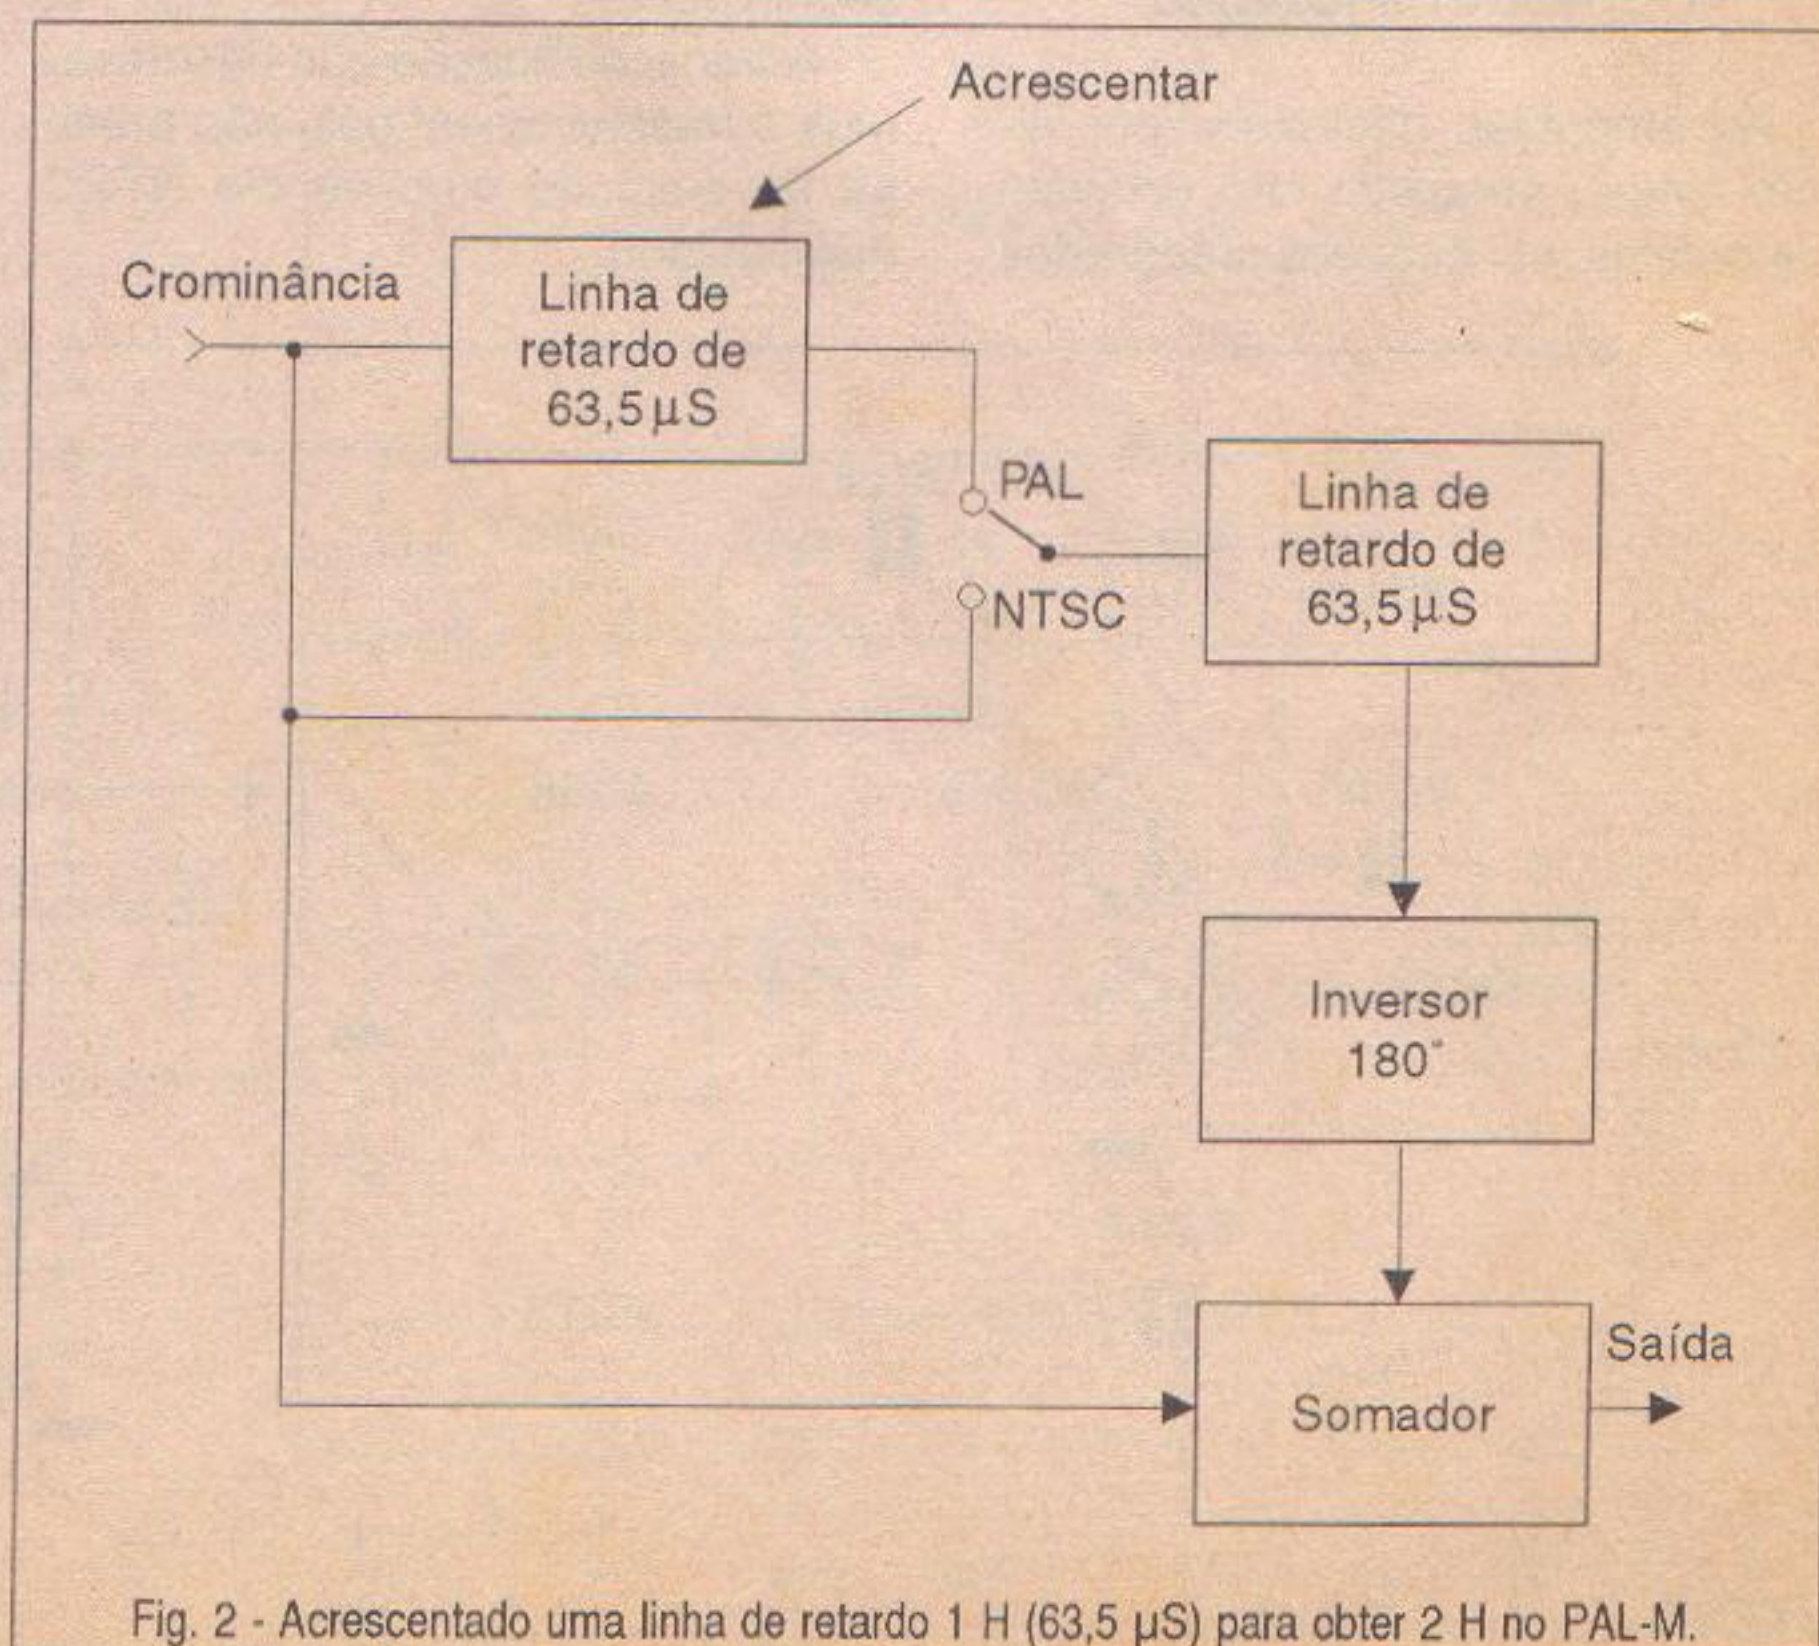 Acrescentar
Crominância
Linha de
retardo de
63,5 µS
PAL
NTSC
Linha de
retardo de
63,5 µS
Inversor
180°
Somador
Saída
Fig. 2 - Acrescentado uma linha de retardo 1 H (63,5 µS) para obter 2 H no PAL-M.